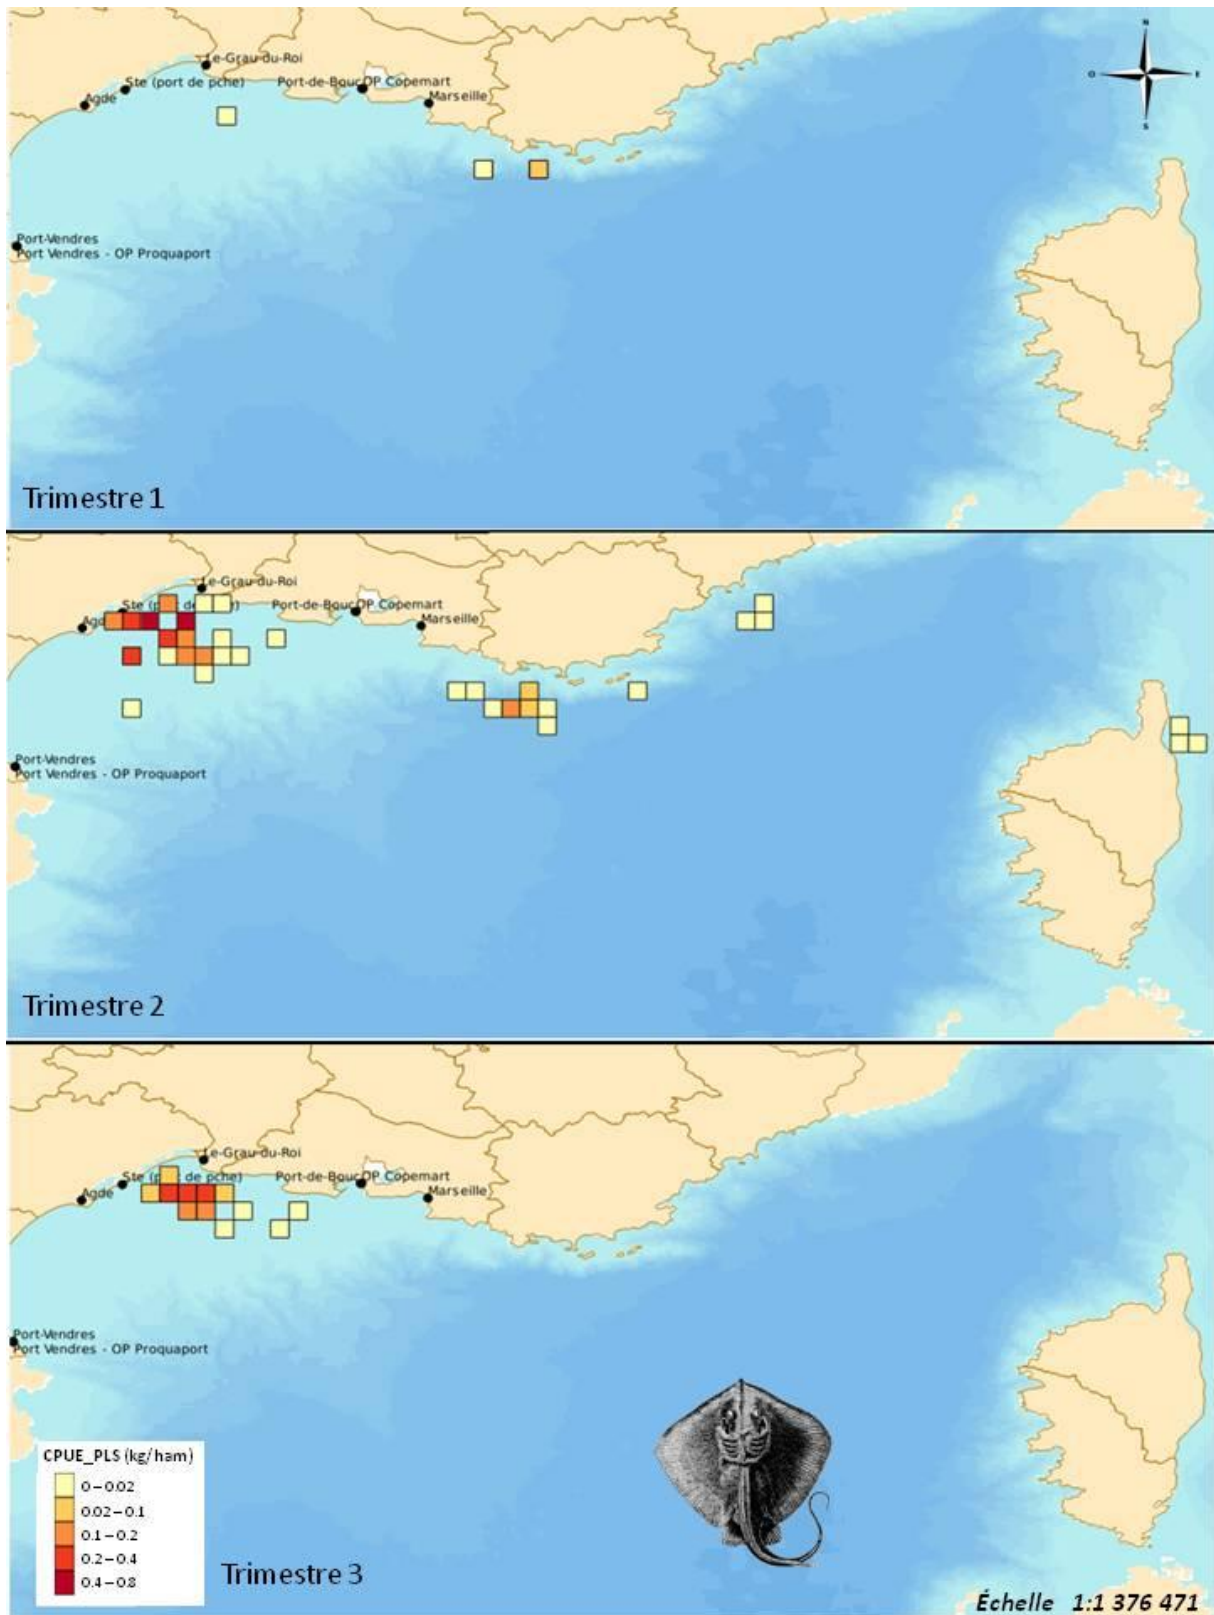 N
O
E
S
Le-Grau-du-Roi
Ste (port de pche)
Port-de-Bouc
OP Copemart
Agde
Marseille
Port-Vendres
Port Vendres - OP Proquaport
Trimestre 1
Le-Grau-du-Roi
Ste (p t de pche)
Port-de-Bouc
OP Copemart
Agd
Marseille
Port-Vendres
Port Vendres - OP Proquaport
Trimestre 2
Le-Grau-du-Roi
Ste (p t de pche)
Port-de-Bouc
OP Copemart
Agde
Marseille
Port-Vendres
Port Vendres - OP Proquaport
CPUE_PLS (kg/ham)
0 – 0.02
0.02 – 0.1
0.1 – 0.2
0.2 – 0.4
0.4 – 0.8
Trimestre 3
Échelle 1:1 376 471